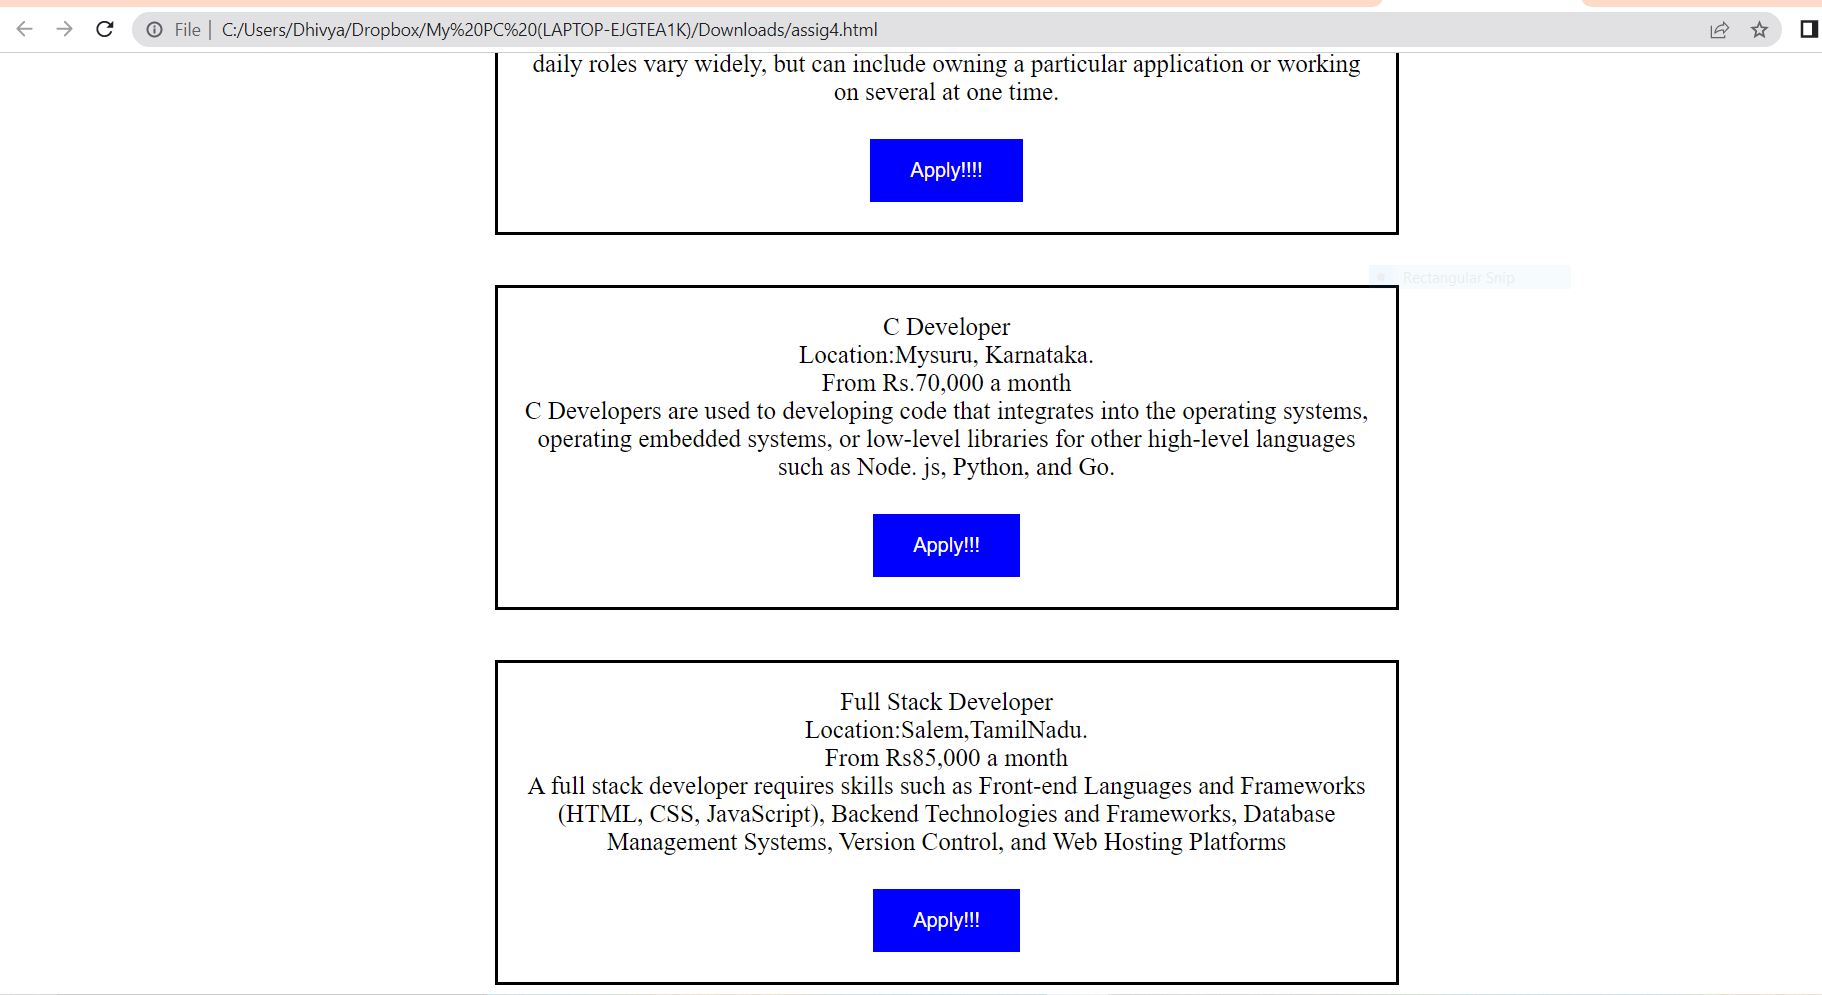 File | C:/Users/Dhivya/Dropbox/My%20PC%20(LAPTOP-EJGTEA1K)/Downloads/assig4.html
daily roles vary widely, but can include owning a particular application or working
on several at one time.
Apply!!!!
Rectangular Snip
C Developer
Location:Mysuru, Karnataka.
From Rs.70,000 a month
C Developers are used to developing code that integrates into the operating systems,
operating embedded systems, or low-level libraries for other high-level languages
such as Node. js, Python, and Go.
Apply!!!
Full Stack Developer
Location:Salem,TamilNadu.
From Rs85,000 a month
A full stack developer requires skills such as Front-end Languages and Frameworks
(HTML, CSS, JavaScript), Backend Technologies and Frameworks, Database
Management Systems, Version Control, and Web Hosting Platforms
Apply!!!